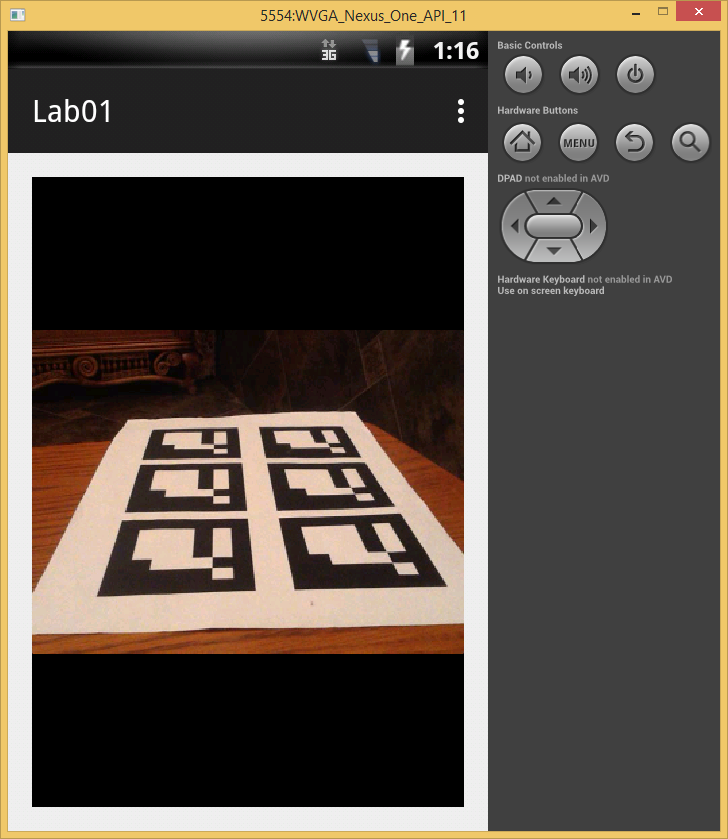 5554:WVGA_Nexus_One_API_11
3G 1:16
Lab01
Basic Controls
Hardware Buttons
MENU
DPAD not enabled in AVD
Hardware Keyboard not enabled in AVD
Use on screen keyboard